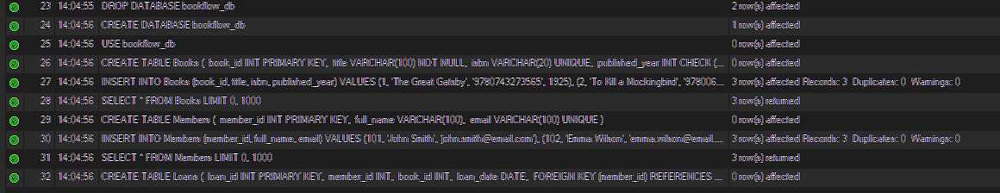 23 14:04:55 DROP DATABASE bookflow_db 2 row(s) affected
24 14:04:56 CREATE DATABASE bookflow_db 1 row(s) affected
25 14:04:56 USE bookflow_db 0 row(s) affected
26 14:04:56 CREATE TABLE Books ( book_id INT PRIMARY KEY, title VARCHAR(100) NOT NULL, isbn VARCHAR(20) UNIQUE, published_year INT CHECK (... 0 row(s) affected
27 14:04:56 INSERT INTO Books (book_id, title, isbn, published_year) VALUES (1, 'The Great Gatsby', '9780743273565', 1925), (2, 'To Kill a Mockingbird', '978006... 3 row(s) affected Records: 3 Duplicates: 0 Warnings: 0
28 14:04:56 SELECT * FROM Books LIMIT 0, 1000 3 row(s) returned
29 14:04:56 CREATE TABLE Members ( member_id INT PRIMARY KEY, full_name VARCHAR(100), email VARCHAR(100) UNIQUE ) 0 row(s) affected
30 14:04:56 INSERT INTO Members (member_id, full_name, email) VALUES (101, 'John Smith', 'john.smith@email.com'), (102, 'Emma Wilson', 'emma.wilson@email.... 3 row(s) affected Records: 3 Duplicates: 0 Warnings: 0
31 14:04:56 SELECT * FROM Members LIMIT 0, 1000 3 row(s) returned
32 14:04:56 CREATE TABLE Loans ( loan_id INT PRIMARY KEY, member_id INT, book_id INT, loan_date DATE, FOREIGN KEY (member_id) REFERENCES ... 0 row(s) affected